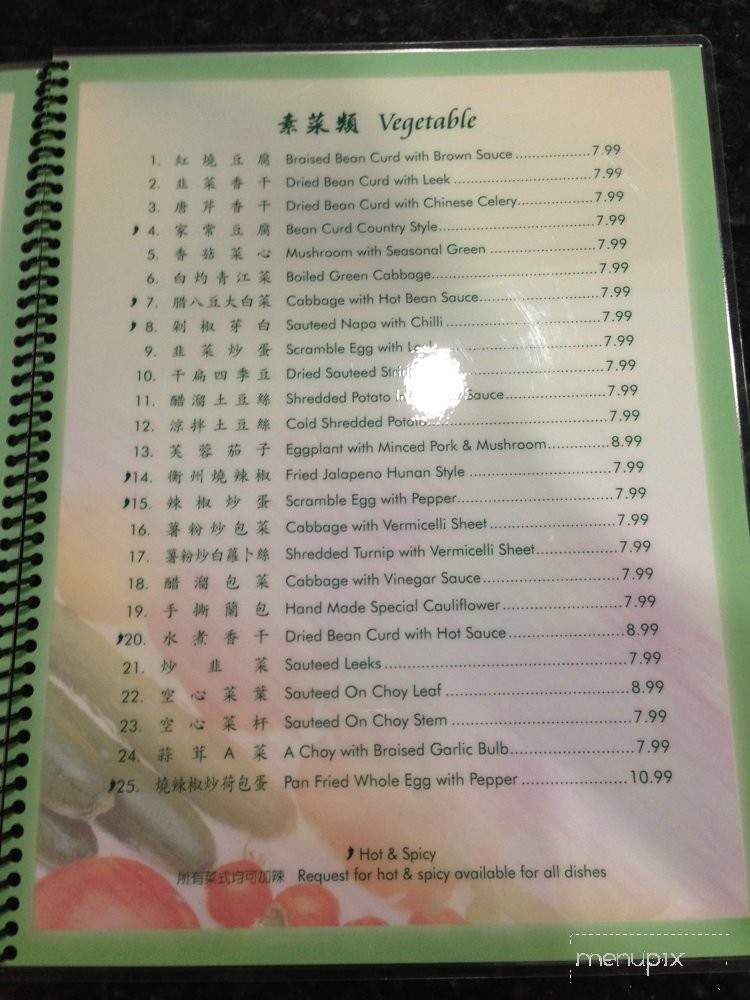 素菜類 Vegetable
1. 紅燒豆腐 Braised Bean Curd with Brown Sauce ....................7.99
2. 韭菜香干 Dried Bean Curd with Leek ....................7.99
3. 唐芹香干 Dried Bean Curd with Chinese Celery....................7.99
4. 家常豆腐 Bean Curd Country Style....................7.99
5. 香菇菜心 Mushroom with Seasonal Green ....................7.99
6. 白灼青江菜 Boiled Green Cabbage....................7.99
7. 腊八豆大白菜 Cabbage with Hot Bean Sauce....................7.99
8. 剁椒芽白 Sauteed Napa with Chilli ....................7.99
9. 韭菜炒蛋 Scramble Egg with ....................7.99
10. 干扁四季豆 Dried Sauteed ....................7.99
11. 醋溜土豆絲 Shredded Potato Sauce....................7.99
12. 涼拌土豆絲 Cold Shredded Potato....................7.99
13. 芙蓉茄子 Eggplant with Minced Pork & Mushroom....................8.99
14. 衡州燒辣椒 Fried Jalapeno Hunan Style ....................7.99
15. 辣椒炒蛋 Scramble Egg with Pepper....................7.99
16. 薯粉炒包菜 Cabbage with Vermicelli Sheet....................7.99
17. 薯粉炒白蘿卜絲 Shredded Turnip with Vermicelli Sheet....................7.99
18. 醋溜包菜 Cabbage with Vinegar Sauce....................7.99
19. 手撕蘭包 Hand Made Special Cauliflower ....................7.99
20. 水煮香干 Dried Bean Curd with Hot Sauce....................8.99
21. 炒韭菜 Sauteed Leeks....................7.99
22. 空心菜葉 Sauteed On Choy Leaf ....................8.99
23. 空心菜杆 Sauteed On Choy Stem ....................7.99
24. 蒜茸A菜 A Choy with Braised Garlic Bulb....................7.99
25. 燒辣椒炒荷包蛋 Pan Fried Whole Egg with Pepper ....................10.99
Hot & Spicy
所有菜式均可加辣 Request for hot & spicy available for all dishes
menupix